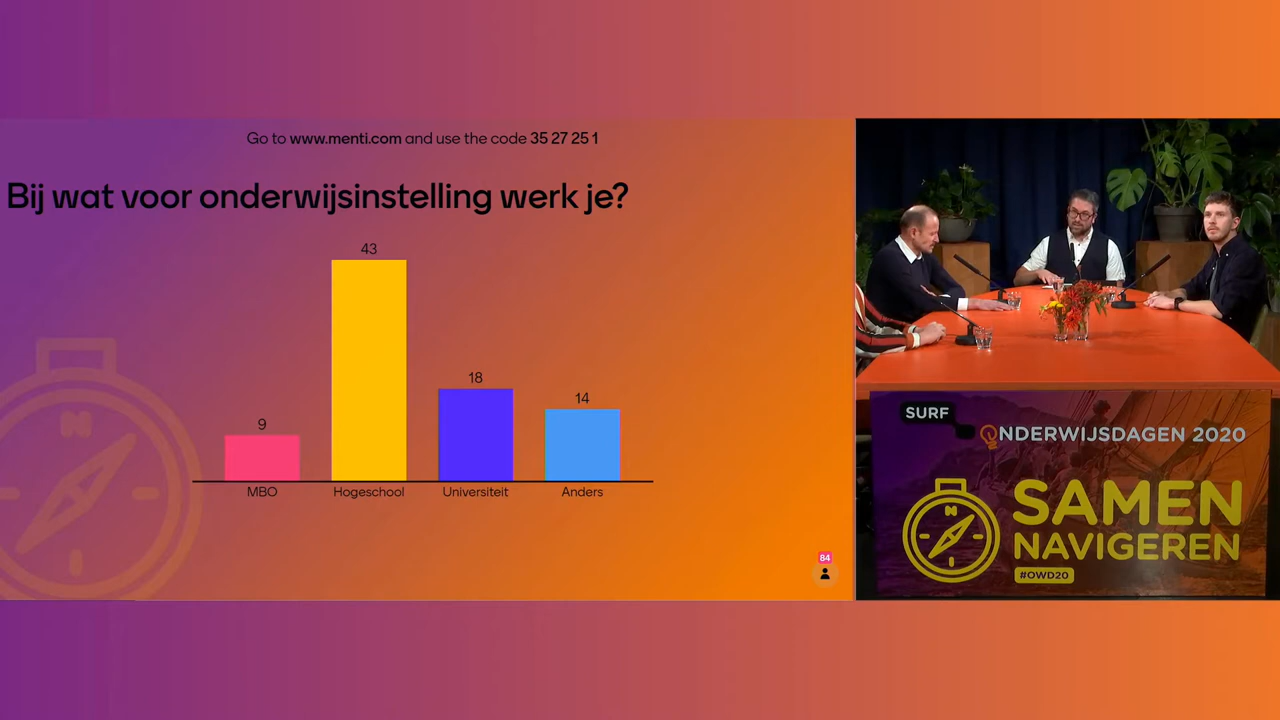 Go to www.menti.com and use the code 35 27 25 1
Bij wat voor onderwijsinstelling werk je?
43
18
14
9
MBO
Hogeschool
Universiteit
Anders
84
SURF
ONDERWIJSDAGEN 2020
N
SAMEN
NAVIGEREN
#OWD20
N